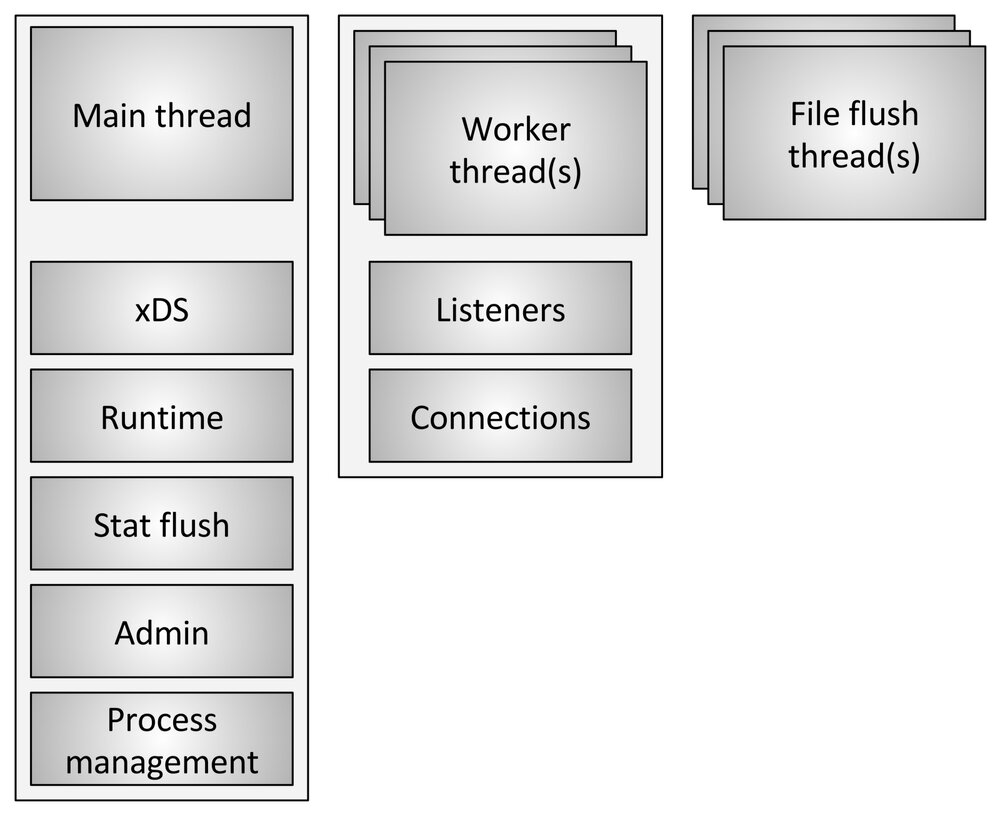 Main thread
xDS
Runtime
Stat flush
Admin
Process
management
Worker
thread(s)
Listeners
Connections
File flush
thread(s)